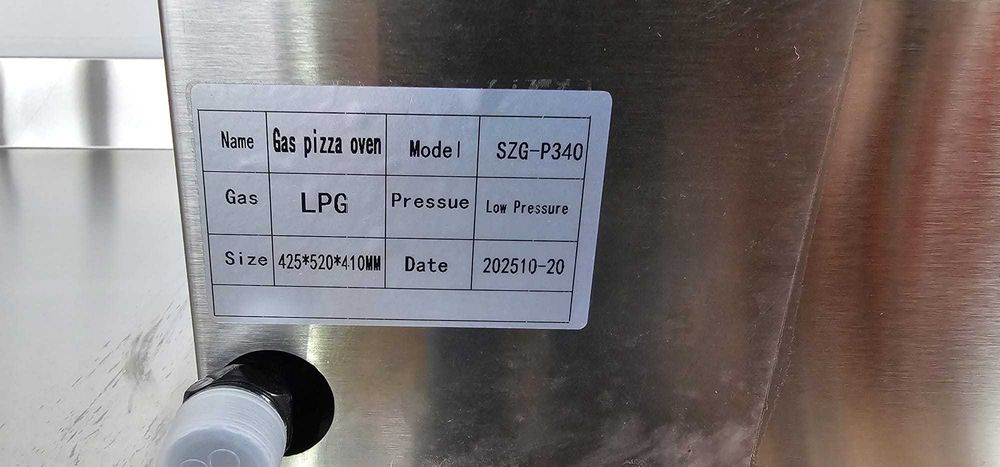 Name Gas pizza oven Model SZG-P340
Gas LPG Pressue Low Pressure
Size 425*520*410MM Date 202510-20